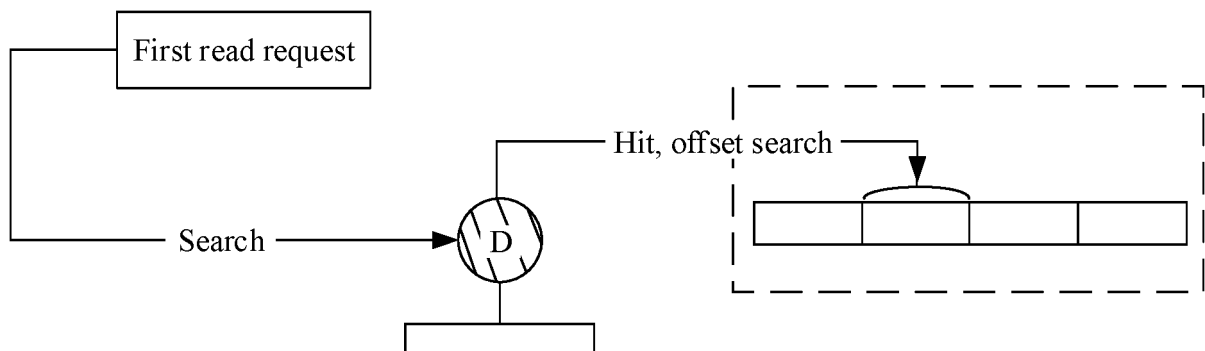 First read request
Hit, offset search
Search
D